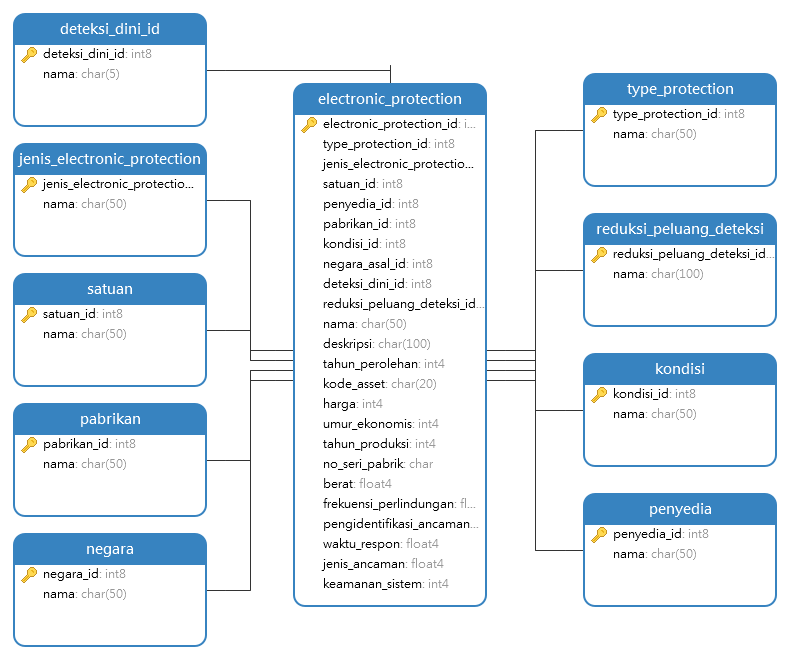 deteksi_dini_id
deteksi_dini_id: int8
nama: char(5)
jenis_electronic_protection
jenis_electronic_protectio...
nama: char(50)
satuan
satuan_id: int8
nama: char(50)
pabrikan
pabrikan_id: int8
nama: char(50)
negara
negara_id: int8
nama: char(50)
electronic_protection
electronic_protection_id: i...
type_protection_id: int8
jenis_electronic_protectio...
satuan_id: int8
penyedia_id: int8
pabrikan_id: int8
kondisi_id: int8
negara_asal_id: int8
deteksi_dini_id: int8
reduksi_peluang_deteksi_id...
nama: char(50)
deskripsi: char(100)
tahun_perolehan: int4
kode_asset: char(20)
harga: int4
umur_ekonomis: int4
tahun_produksi: int4
no_seri_pabrik: char
berat: float4
frekuensi_perlindungan: fl...
pengidentifikasi_ancaman...
waktu_respon: float4
jenis_ancaman: float4
keamanan_sistem: int4
type_protection
type_protection_id: int8
nama: char(50)
reduksi_peluang_deteksi
reduksi_peluang_deteksi_id...
nama: char(100)
kondisi
kondisi_id: int8
nama: char(50)
penyedia
penyedia_id: int8
nama: char(50)